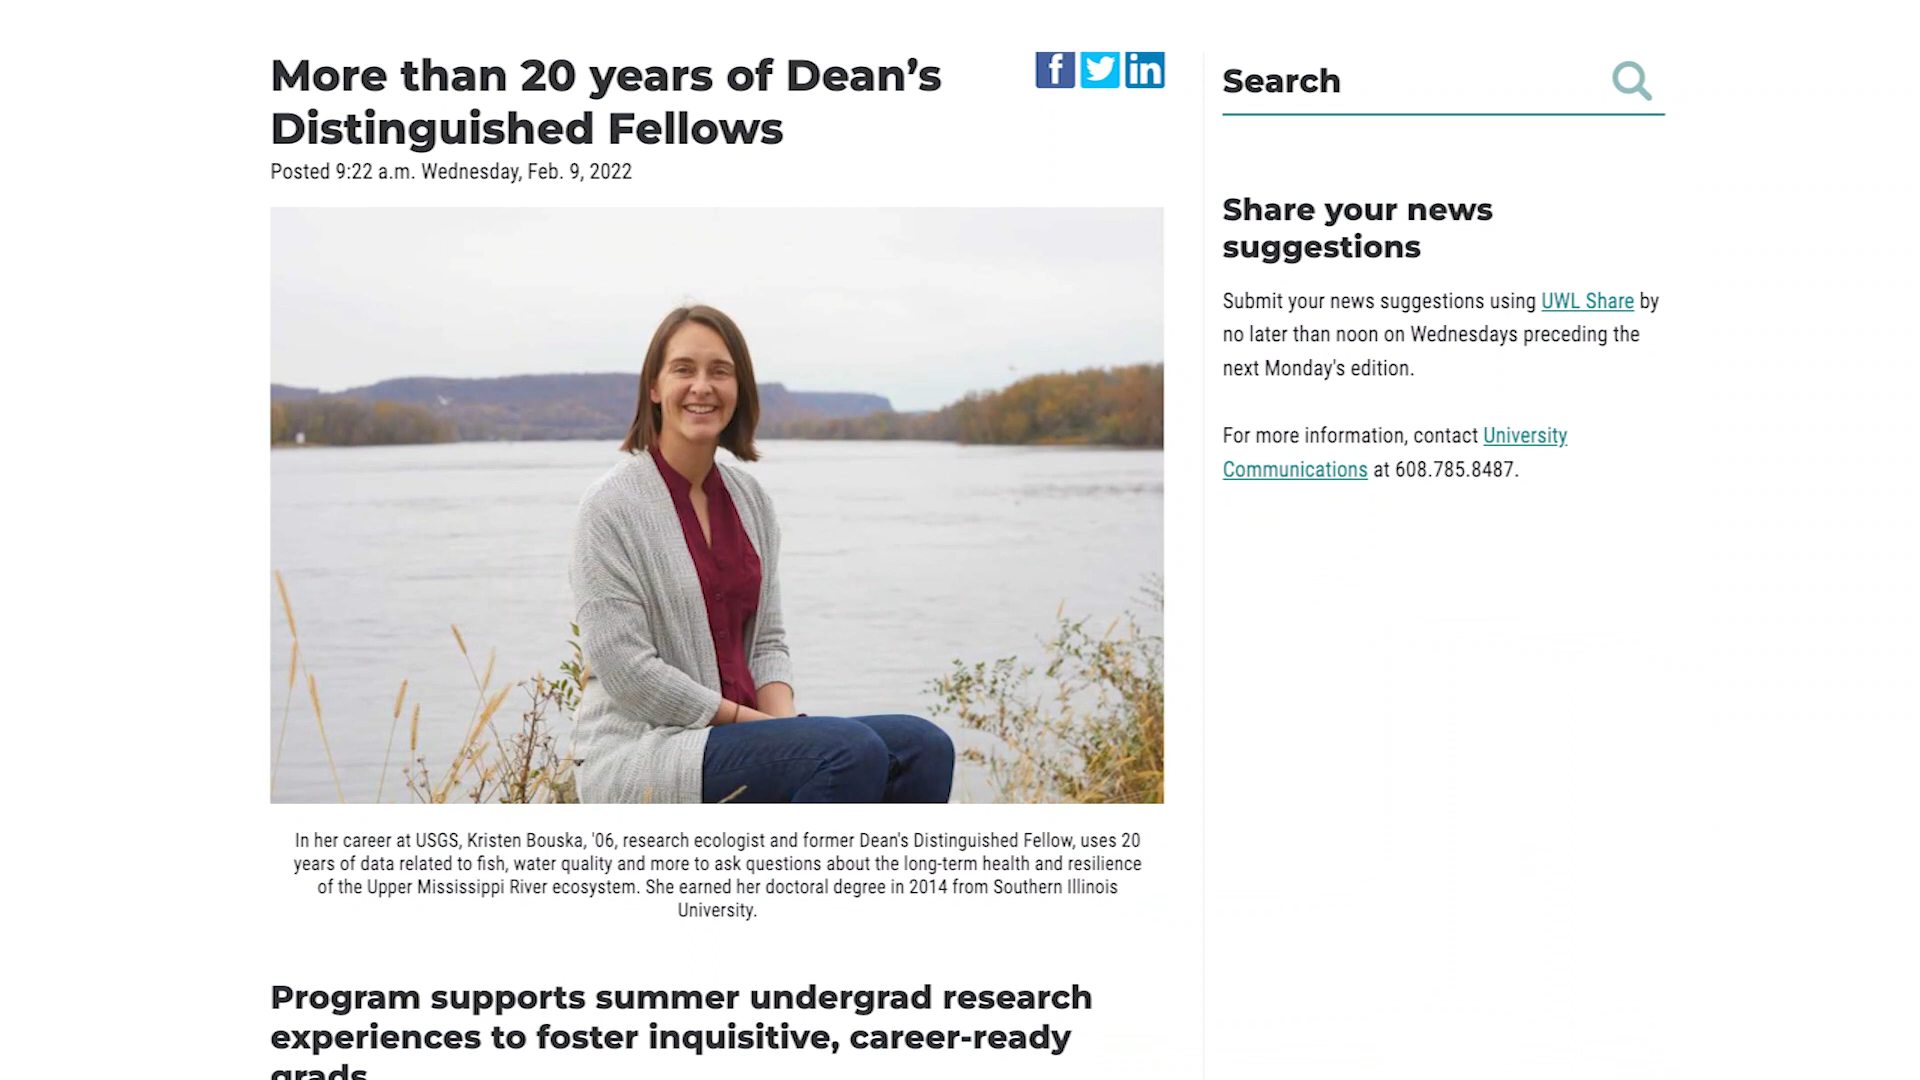 More than 20 years of Dean's
Distinguished Fellows
Posted 9:22 a.m. Wednesday, Feb. 9, 2022
f
in
In her career at USGS, Kristen Bouska, '06, research ecologist and former Dean's Distinguished Fellow, uses 20
years of data related to fish, water quality and more to ask questions about the long-term health and resilience
of the Upper Mississippi River ecosystem. She earned her doctoral degree in 2014 from Southern Illinois
University.
Program supports summer undergrad research
experiences to foster inquisitive, career-ready
grads
Search
Share your news
suggestions
Submit your news suggestions using UWL Share by
no later than noon on Wednesdays preceding the
next Monday's edition.
For more information, contact University
Communications at 608.785.8487.